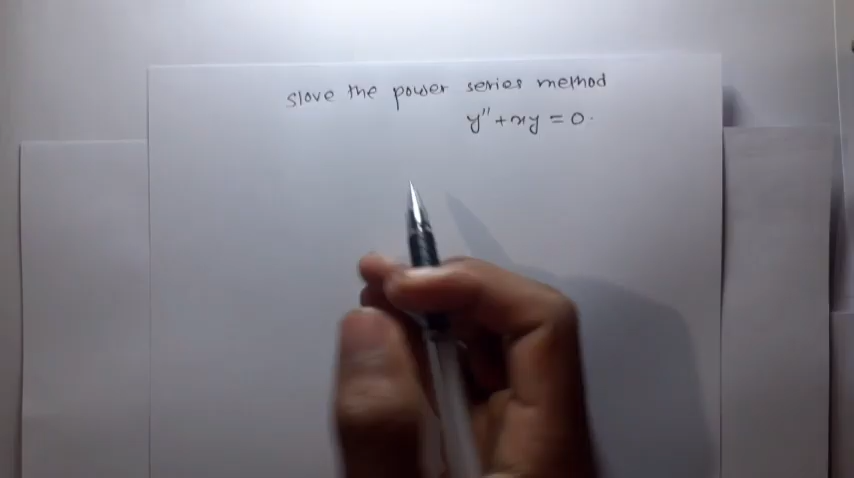 slove the power series method
y'' + xy = 0.